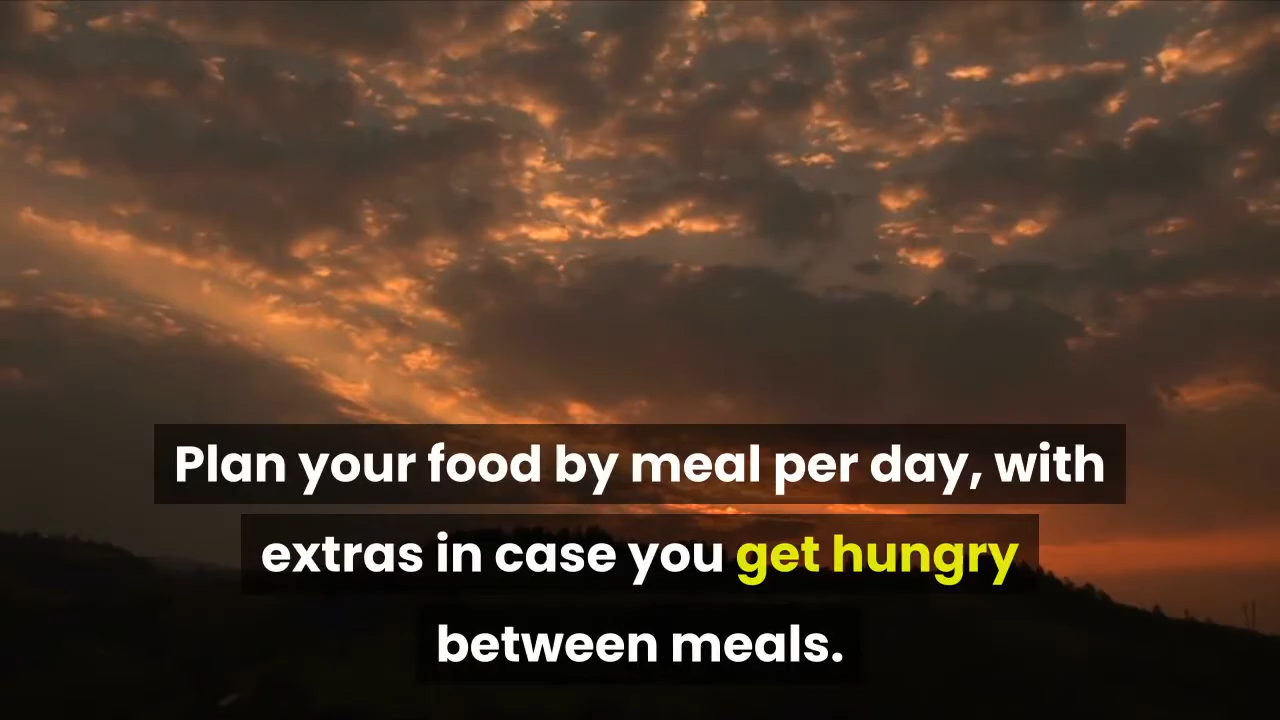 Plan your food by meal per day, with
extras in case you get hungry
between meals.